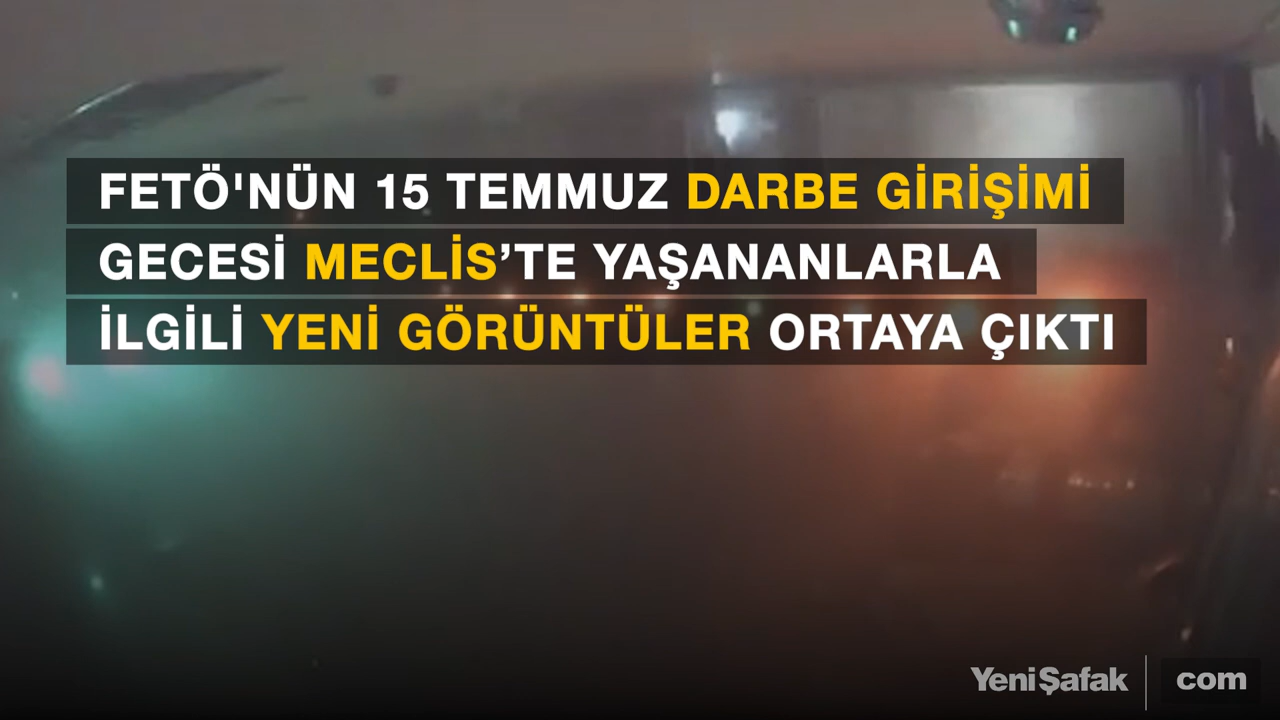 FETÖ'NÜN 15 TEMMUZ DARBE GİRİŞİMİ
GECESİ MECLİS’TE YAŞANANLARLA
İLGİLİ YENİ GÖRÜNTÜLER ORTAYA ÇIKTI
YeniŞafak | com